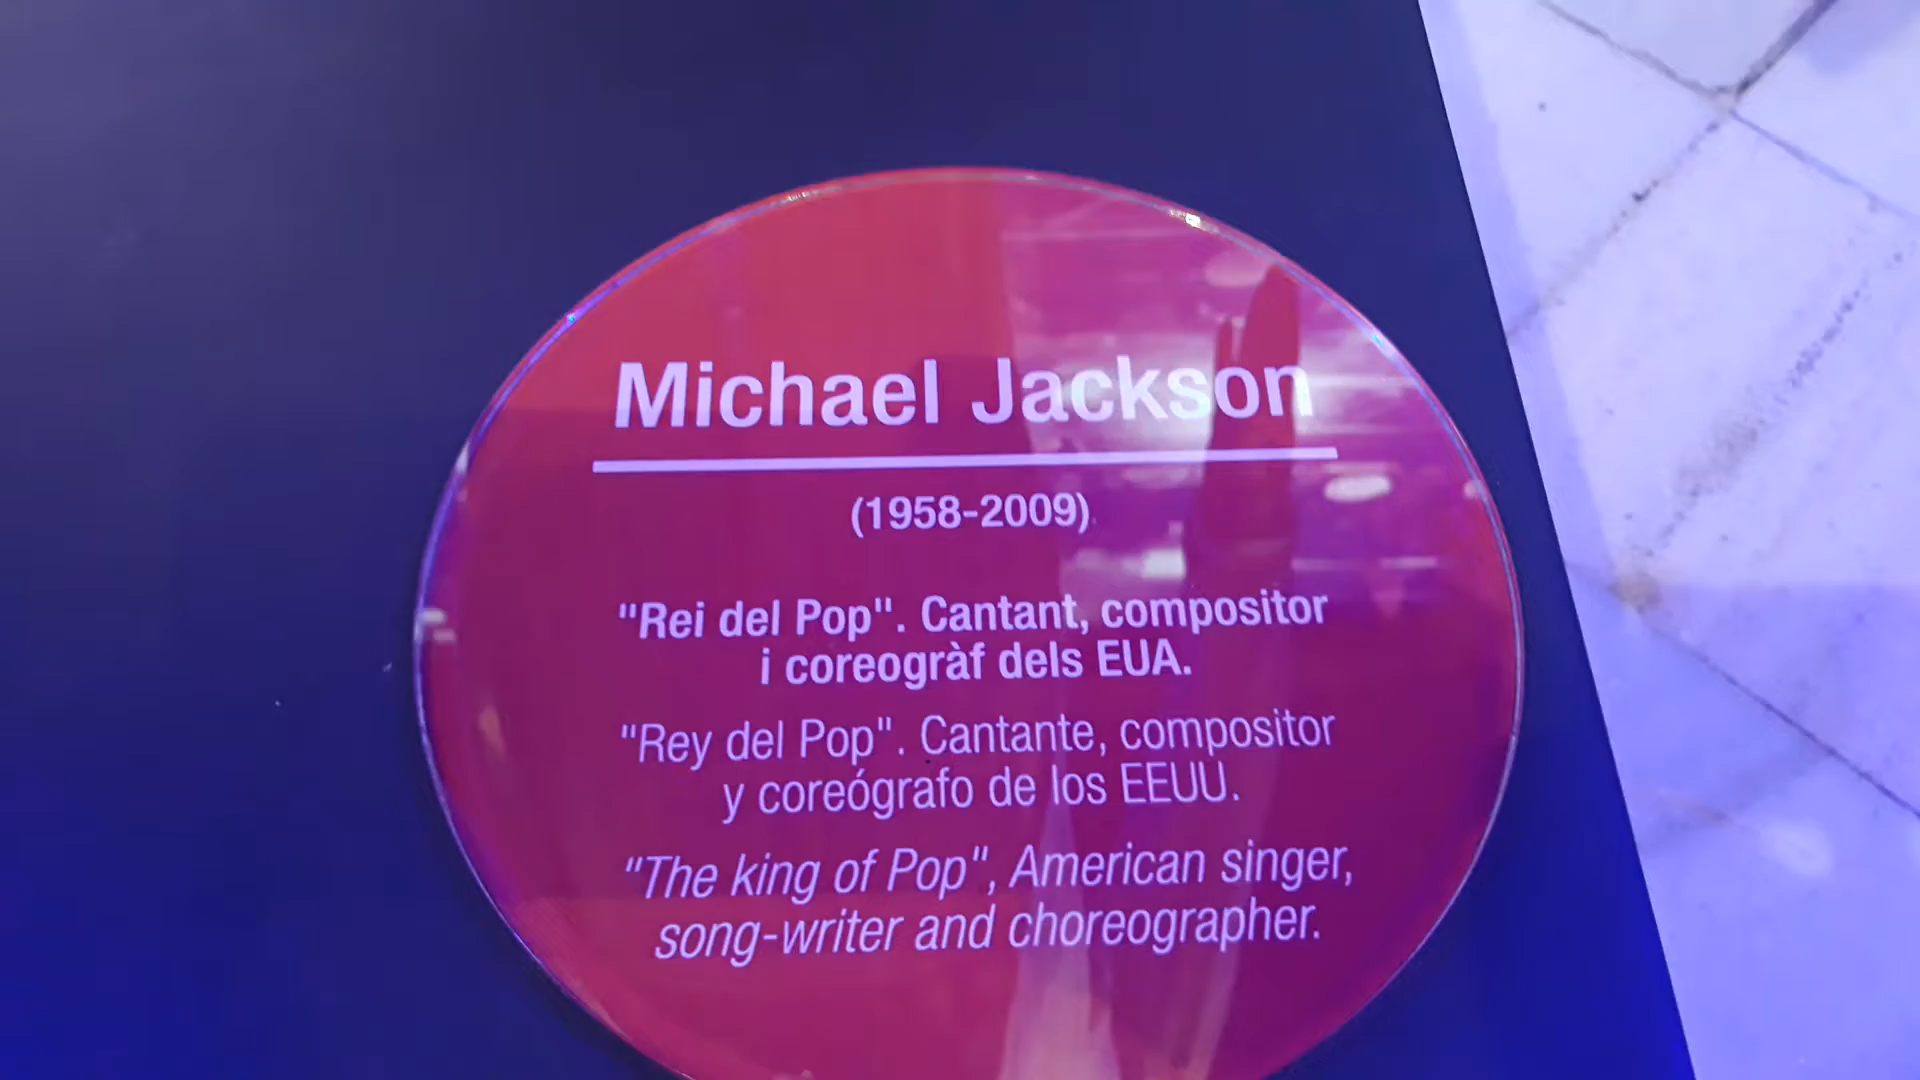 Michael Jackson
(1958-2009)
"Rei del Pop". Cantant, compositor
i coreogràf dels EUA.
"Rey del Pop". Cantante, compositor
y coreógrafo de los EEUU.
"The king of Pop", American singer,
song-writer and choreographer.